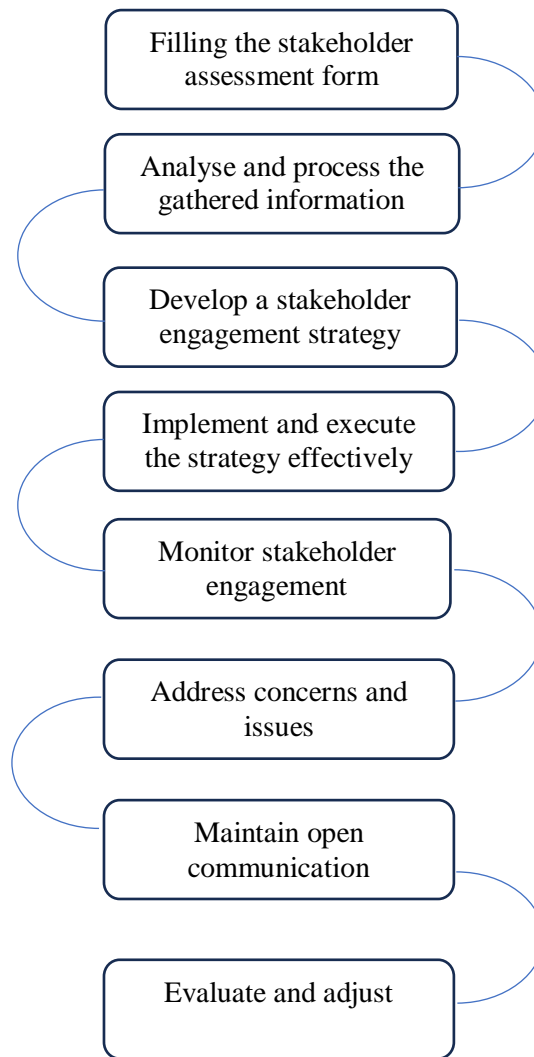 Filling the stakeholder
assessment form
Analyse and process the
gathered information
Develop a stakeholder
engagement strategy
Implement and execute
the strategy effectively
Monitor stakeholder
engagement
Address concerns and
issues
Maintain open
communication
Evaluate and adjust